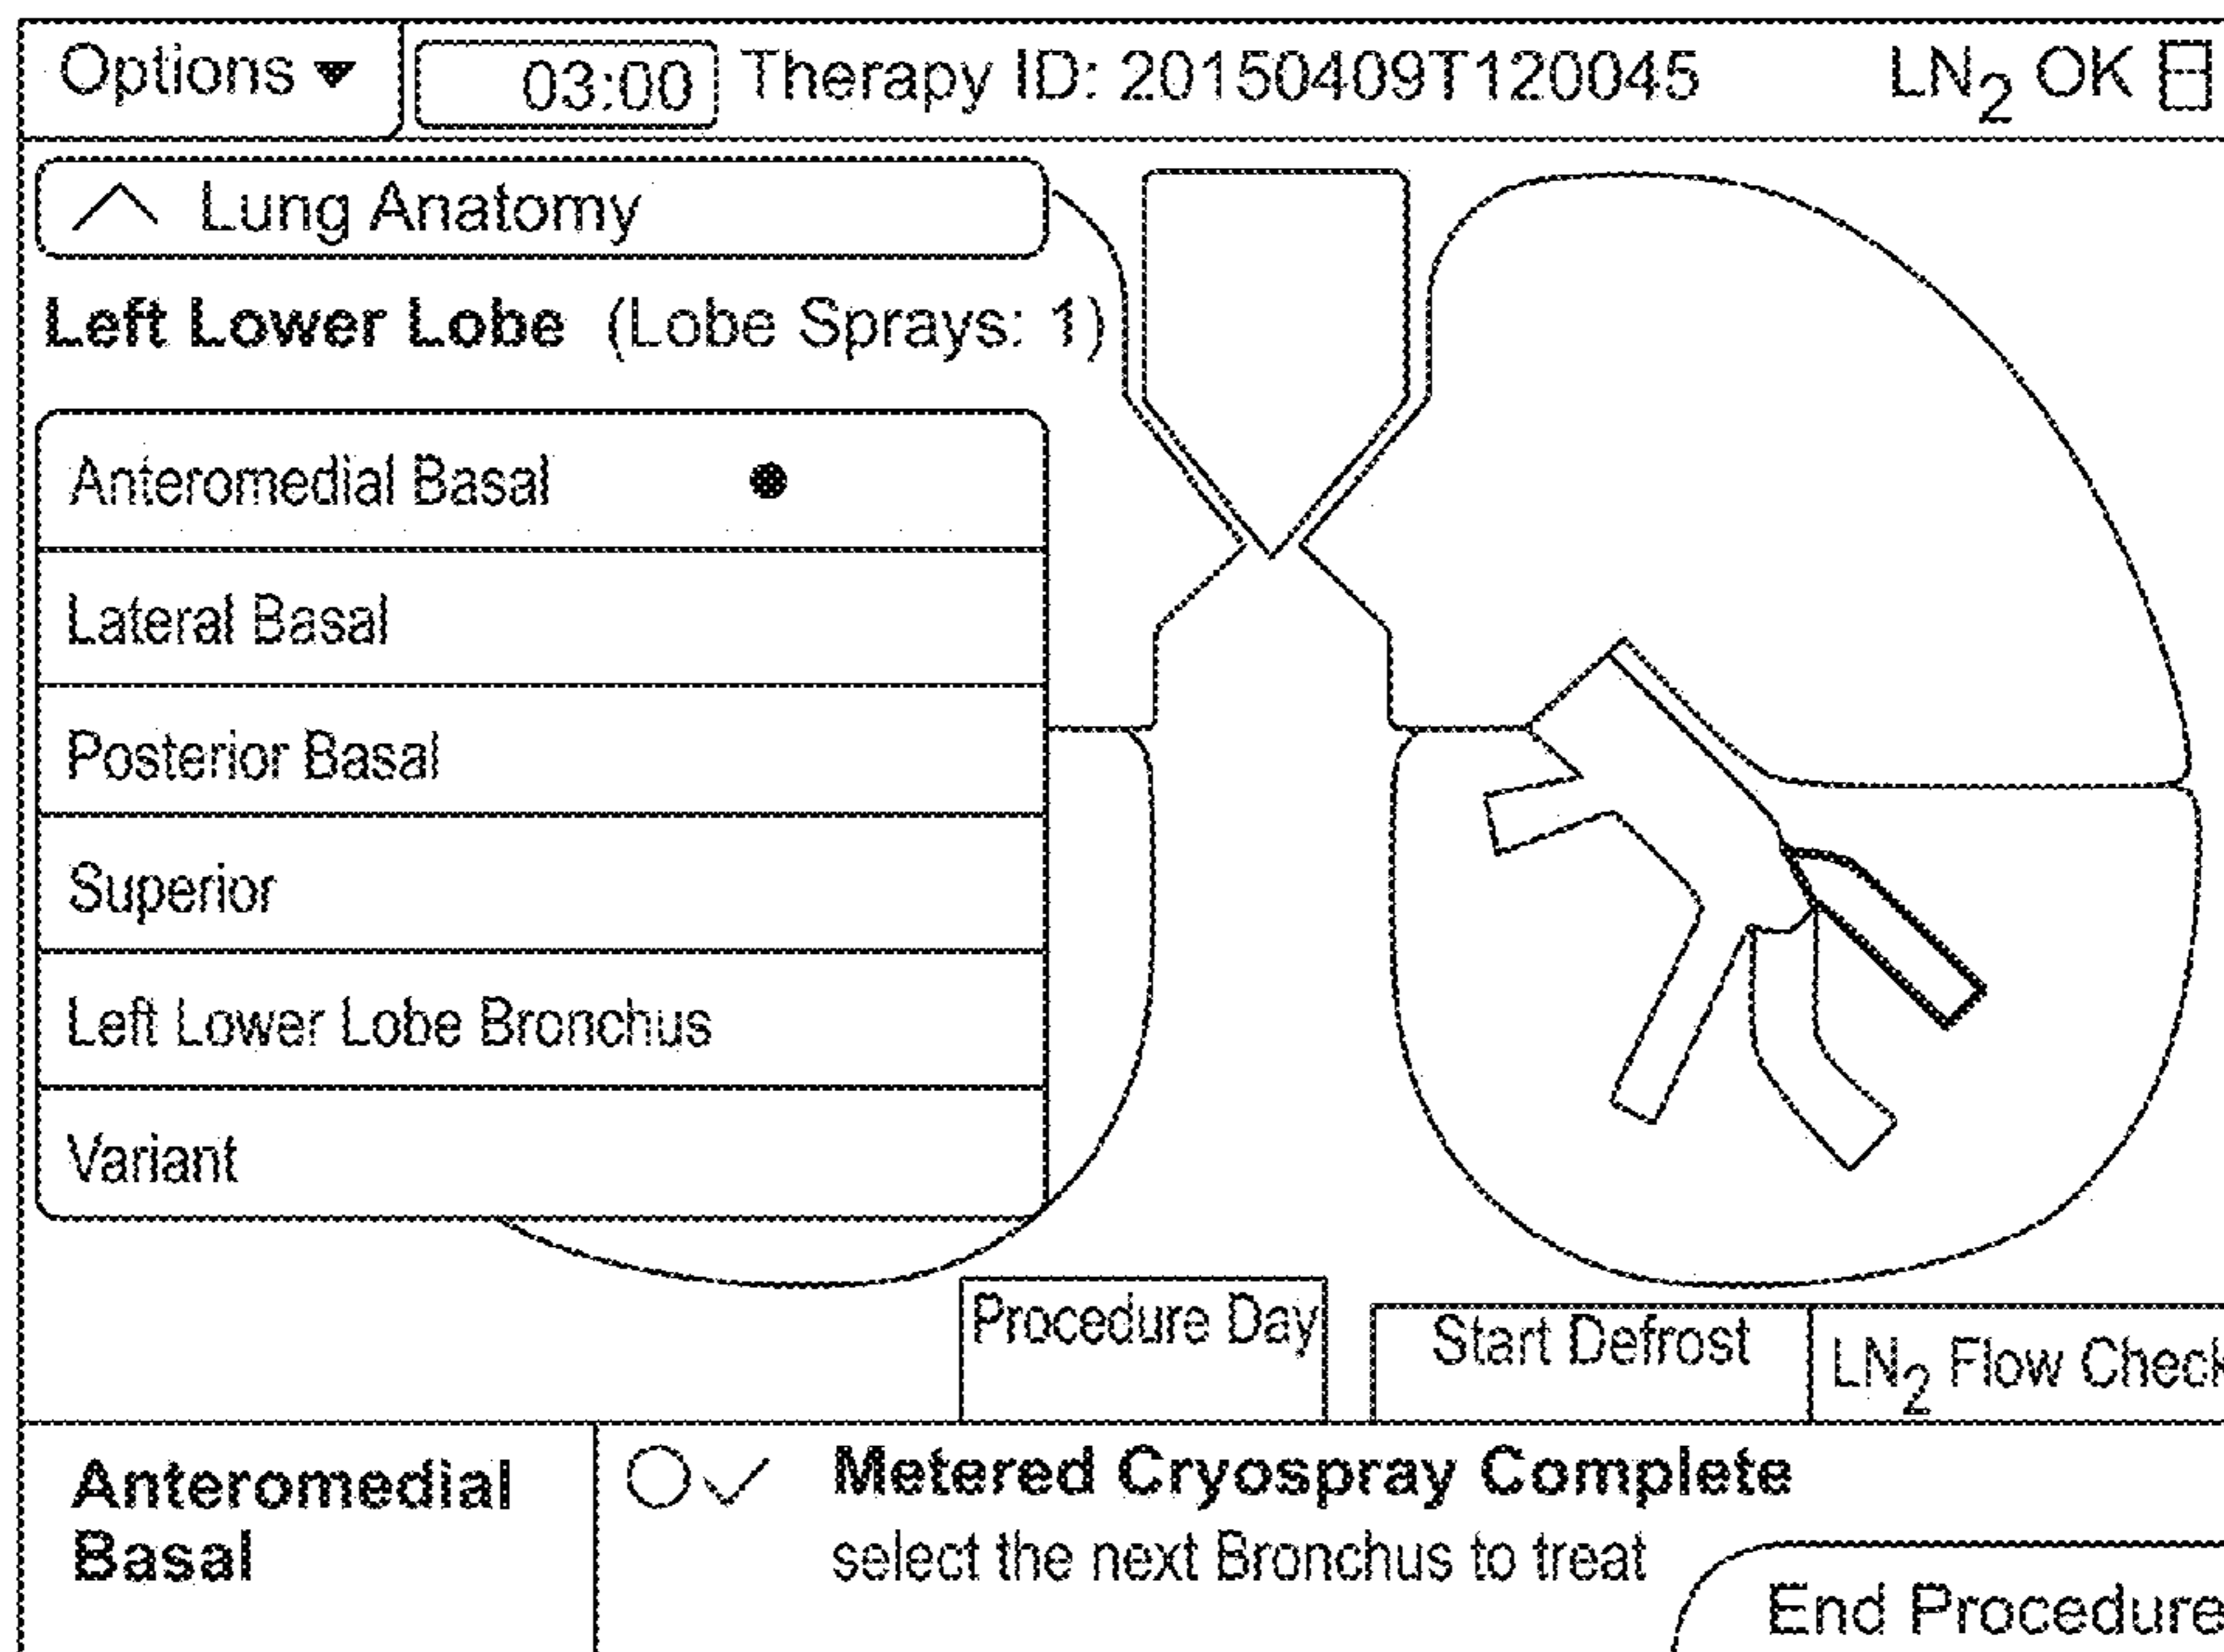 Options ▾ 03:00 Therapy ID: 20150409T120045 LN₂ OK
Lung Anatomy
Left Lower Lobe (Lobe Sprays: 1)
Anteromedial Basal
Lateral Basal
Posterior Basal
Superior
Left Lower Lobe Bronchus
Variant
Procedure Day
Start Defrost
LN₂ Flow Check
Anteromedial
Basal
Metered Cryospray Complete
select the next Bronchus to treat
End Procedure